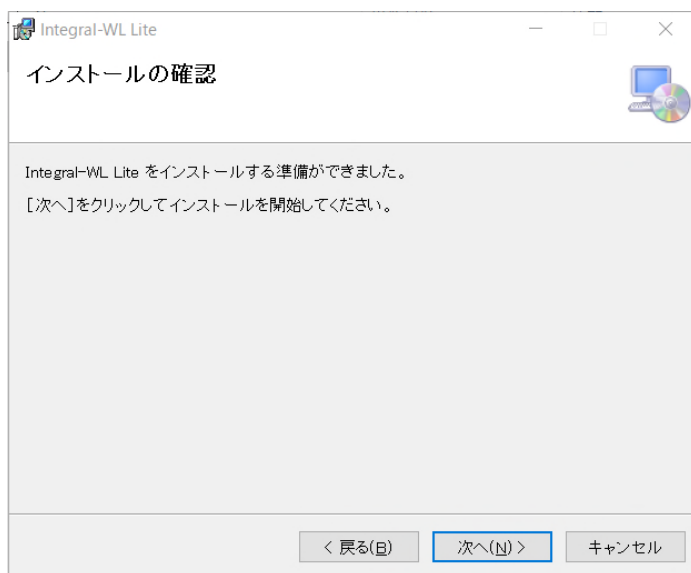 Integral-WL Lite
インストールの確認
Integral-WL Lite をインストールする準備ができました。
[次へ]をクリックしてインストールを開始してください。
< 戻る(B)
次へ(N) >
キャンセル